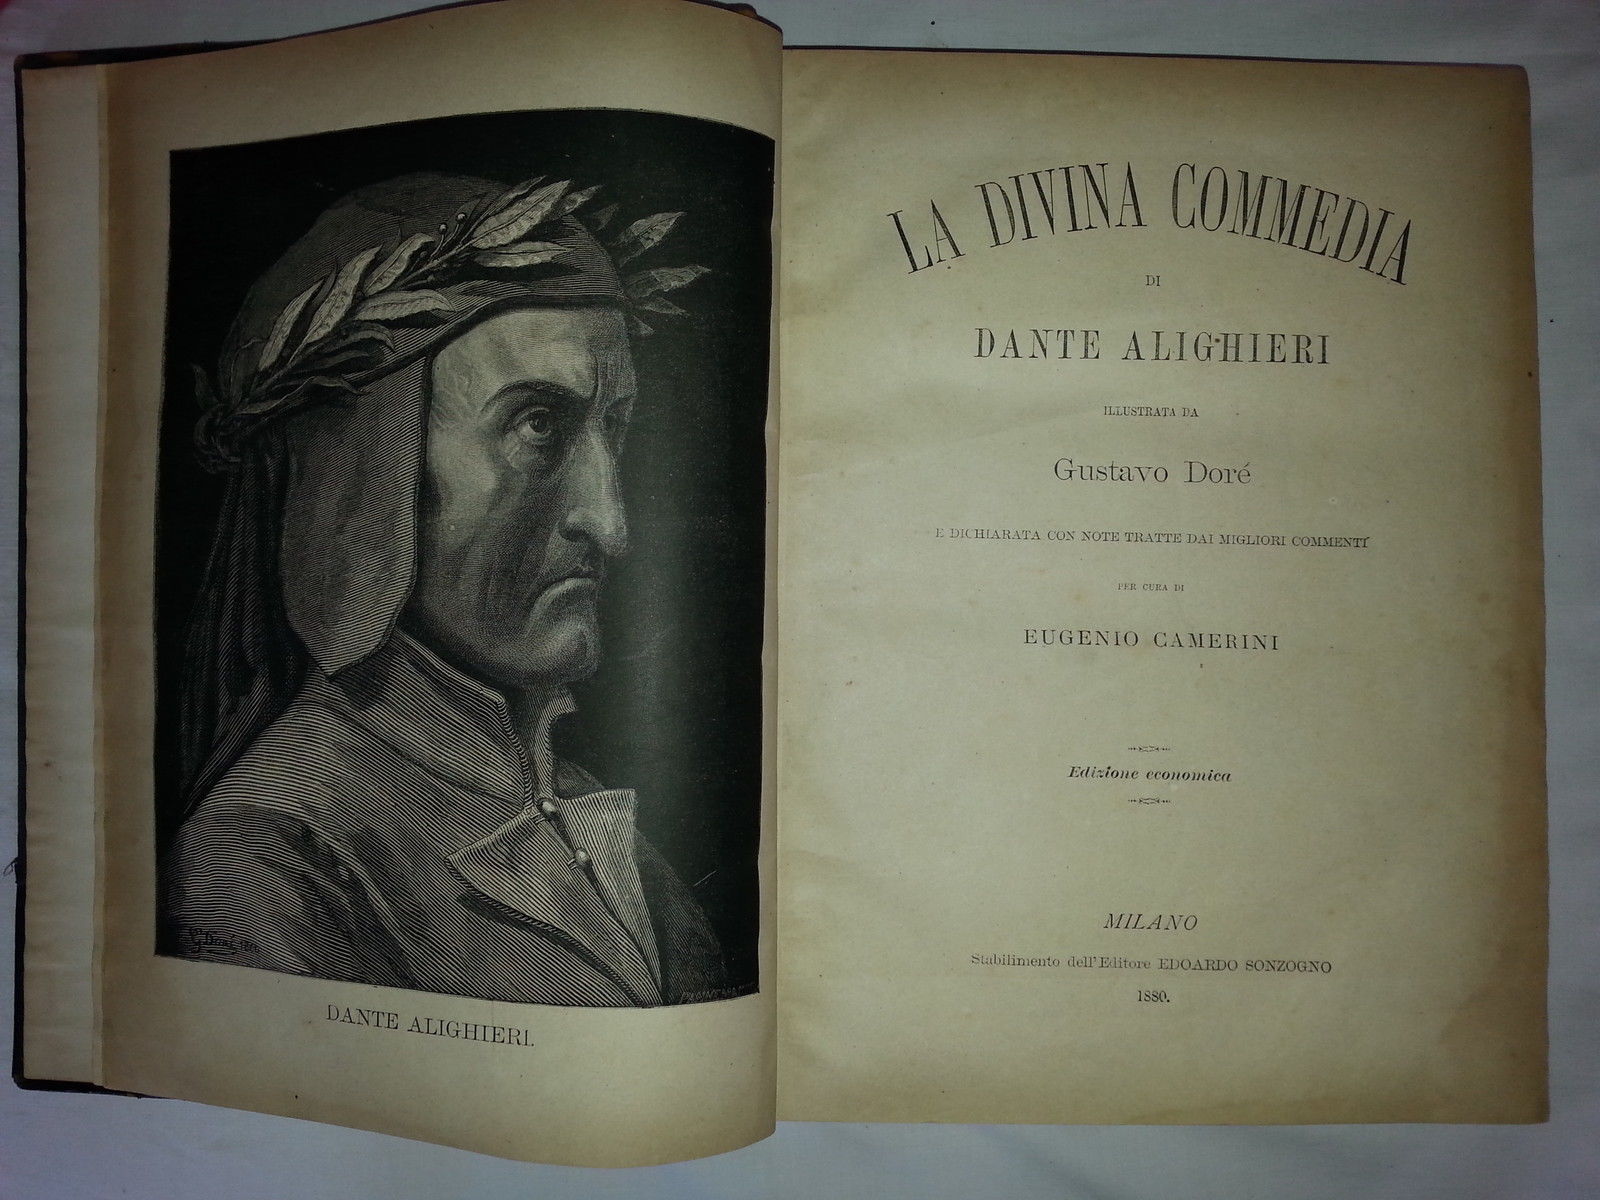 G Doré
DANTE ALIGHIERI.
LA DIVINA COMMEDIA
DI
DANTE ALIGHIERI
ILLUSTRATA DA
Gustavo Doré
E DICHIARATA CON NOTE TRATTE DAI MIGLIORI COMMENTI
PER CURA DI
EUGENIO CAMERINI
Edizione economica
MILANO
Stabilimento dell'Editore EDOARDO SONZOGNO
1880.